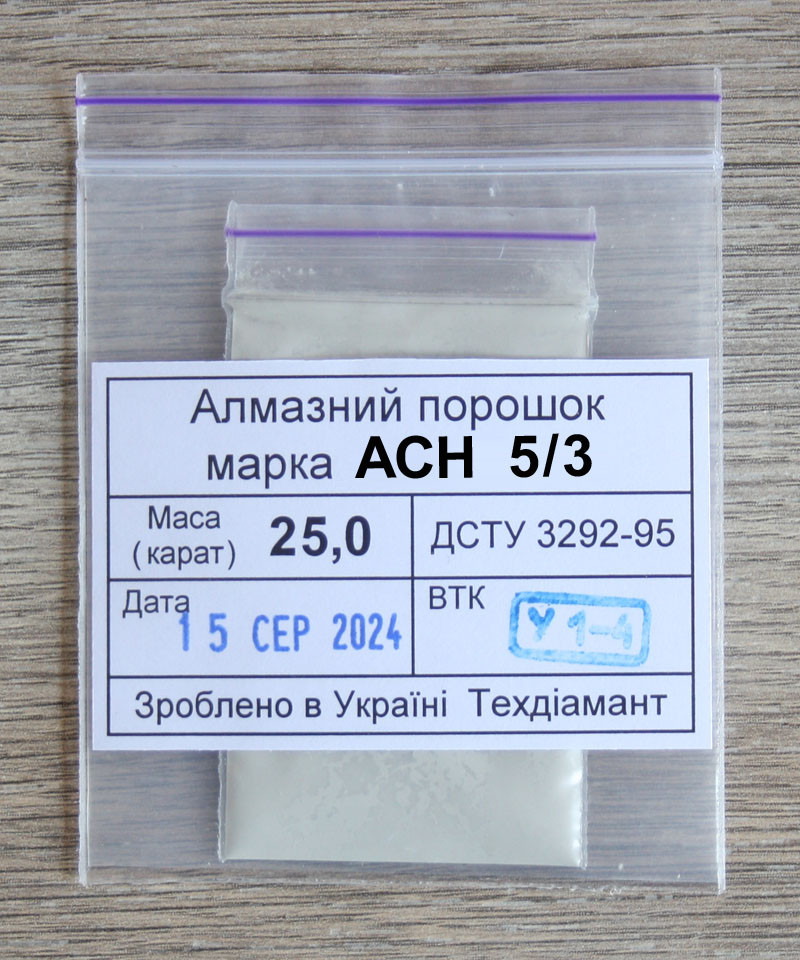 Алмазний порошок
марка АСН 5/3
Маса
(карат) 25,0
ДСТУ 3292-95
Дата
15 СЕР 2024
ВТК
У 1-4
Зроблено в Україні Техдіамант